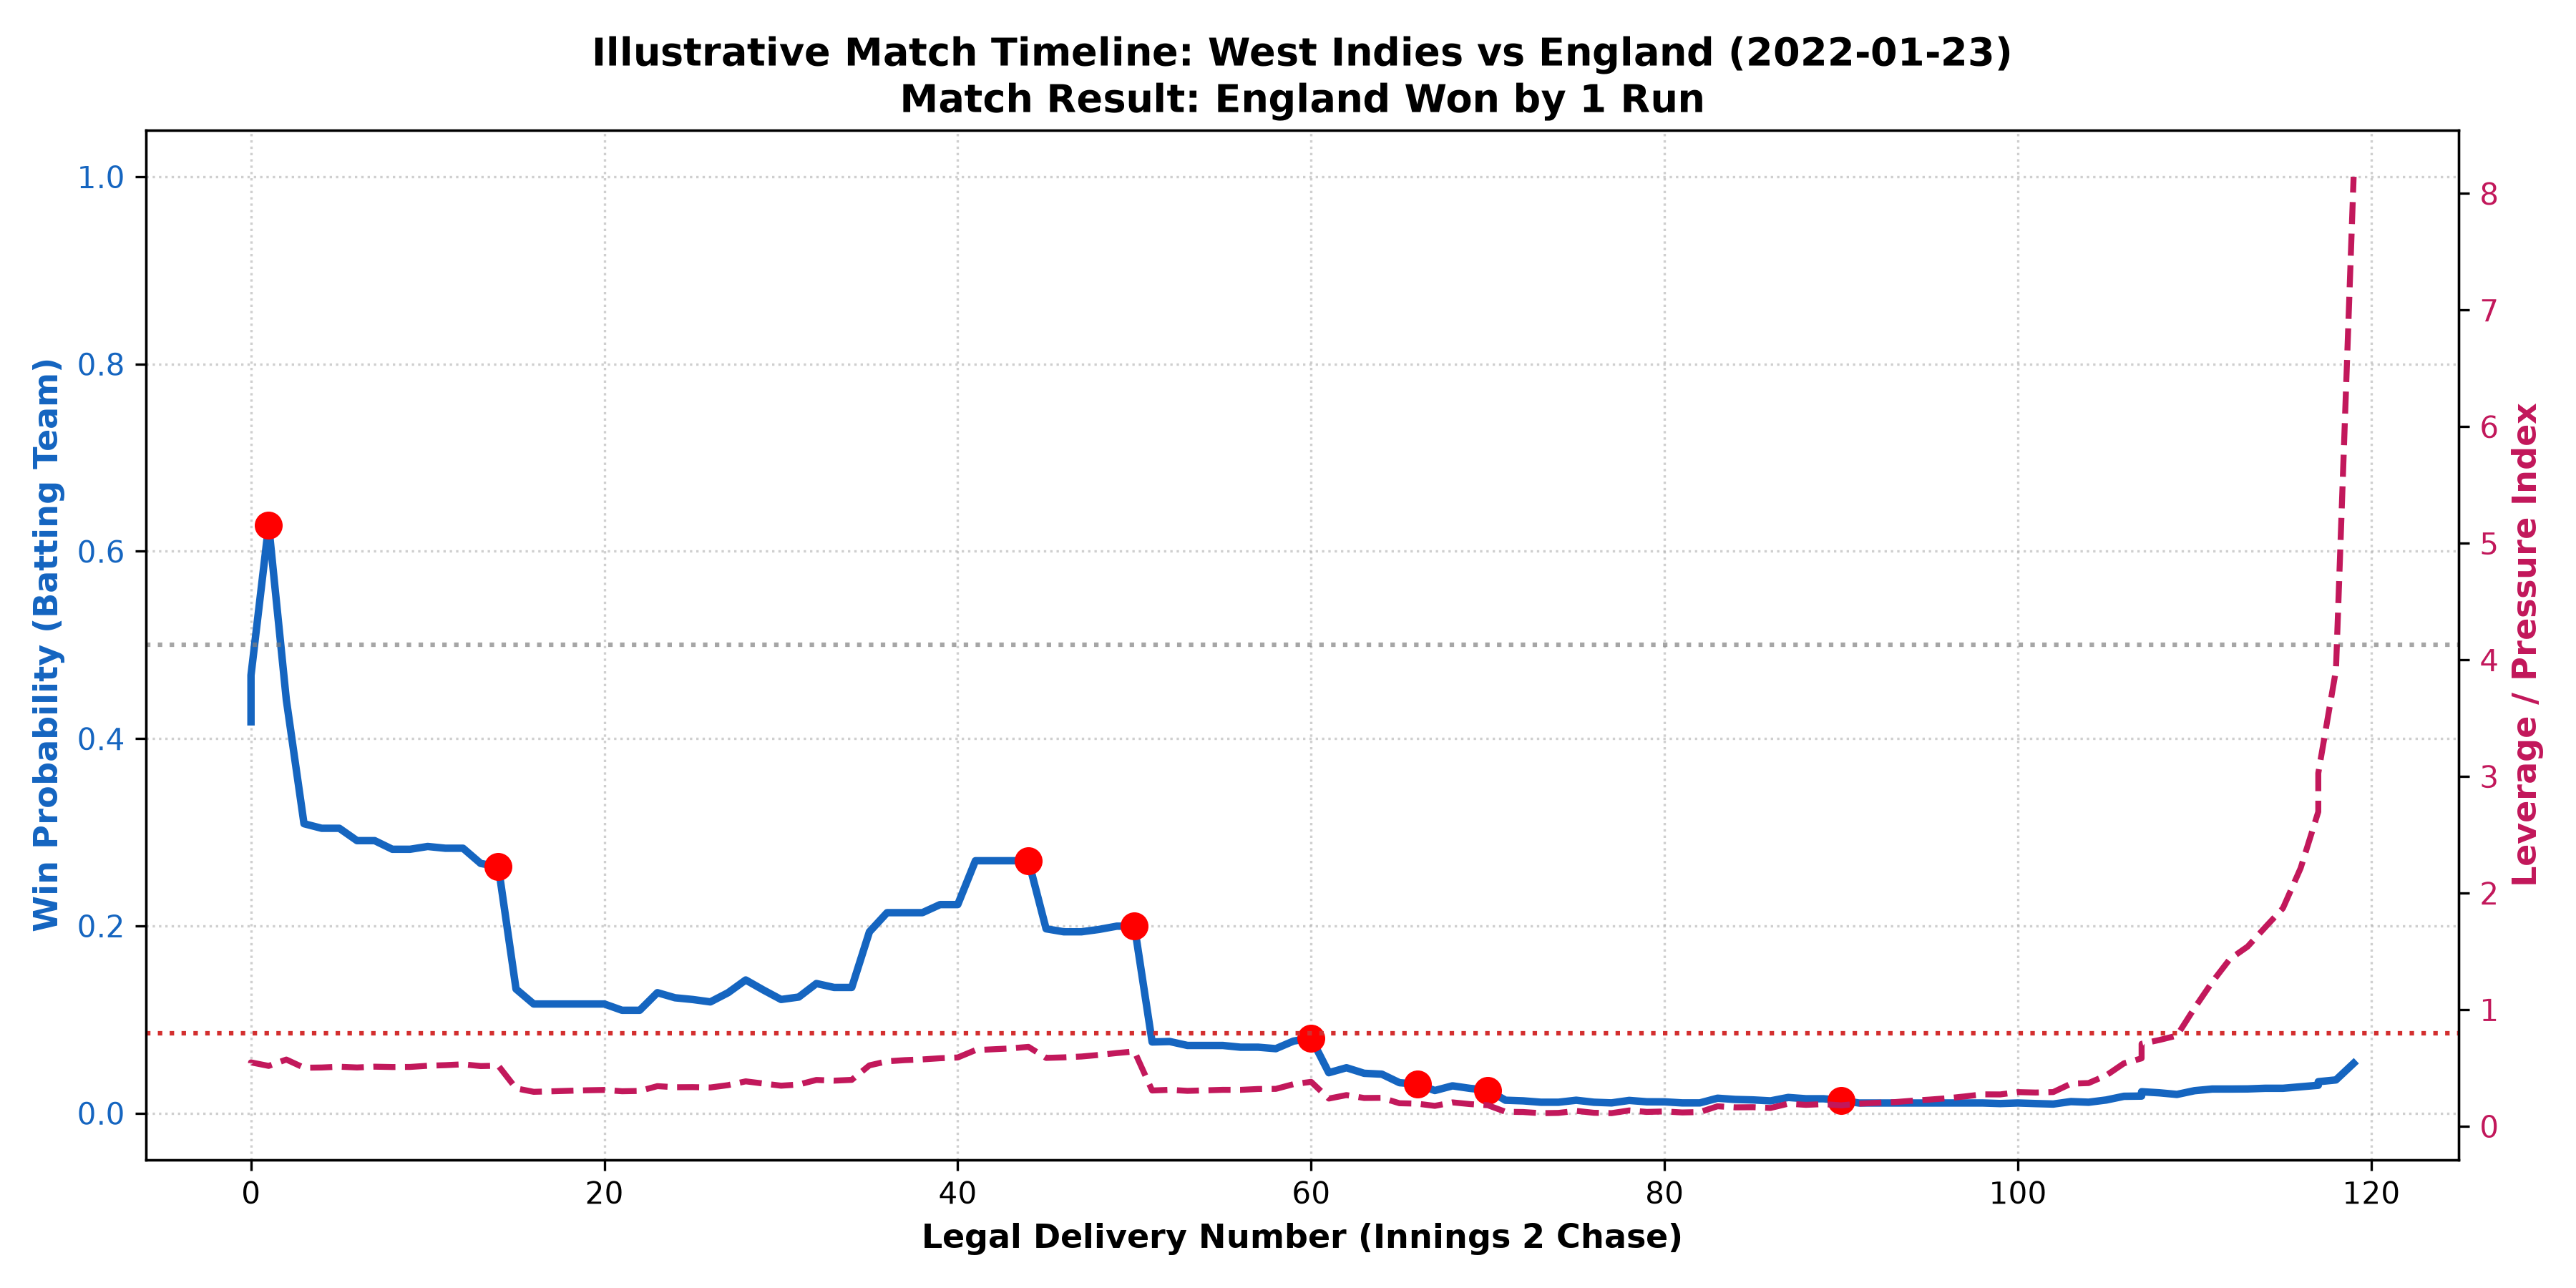 Illustrative Match Timeline: West Indies vs England (2022-01-23)
Match Result: England Won by 1 Run
Win Probability (Batting Team)
1.0
0.8
0.6
0.4
0.2
0.0
0 20 40 60 80 100 120
Legal Delivery Number (Innings 2 Chase)
8
7
6
5
4
3
2
1
0
Leverage / Pressure Index